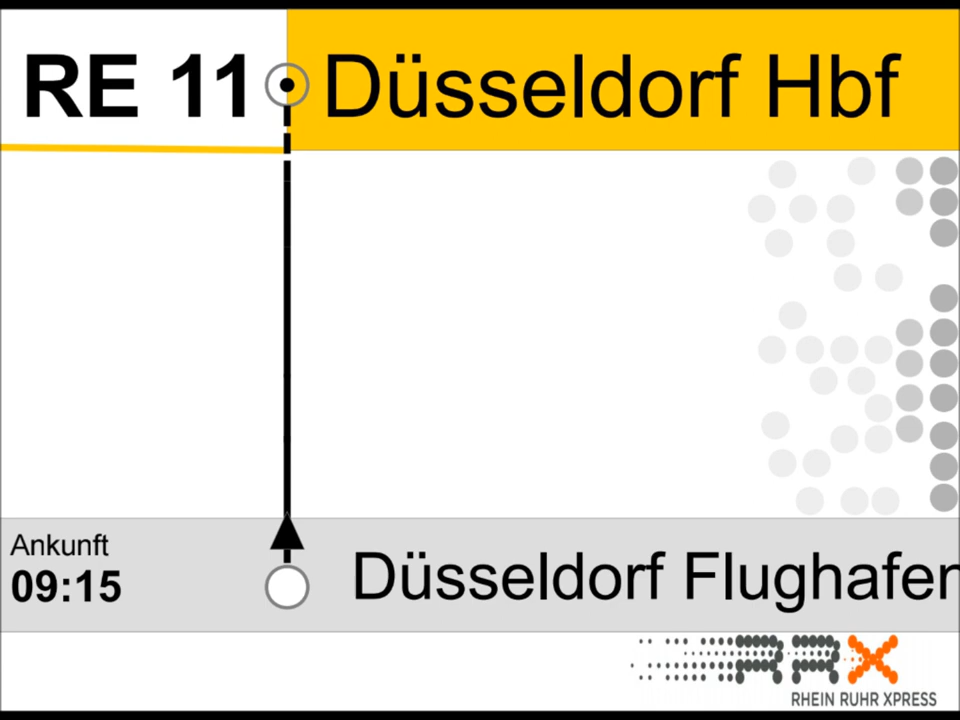 RE 11 Düsseldorf Hbf
Ankunft
09:15
Düsseldorf Flughafen
RRX
RHEIN RUHR XPRESS